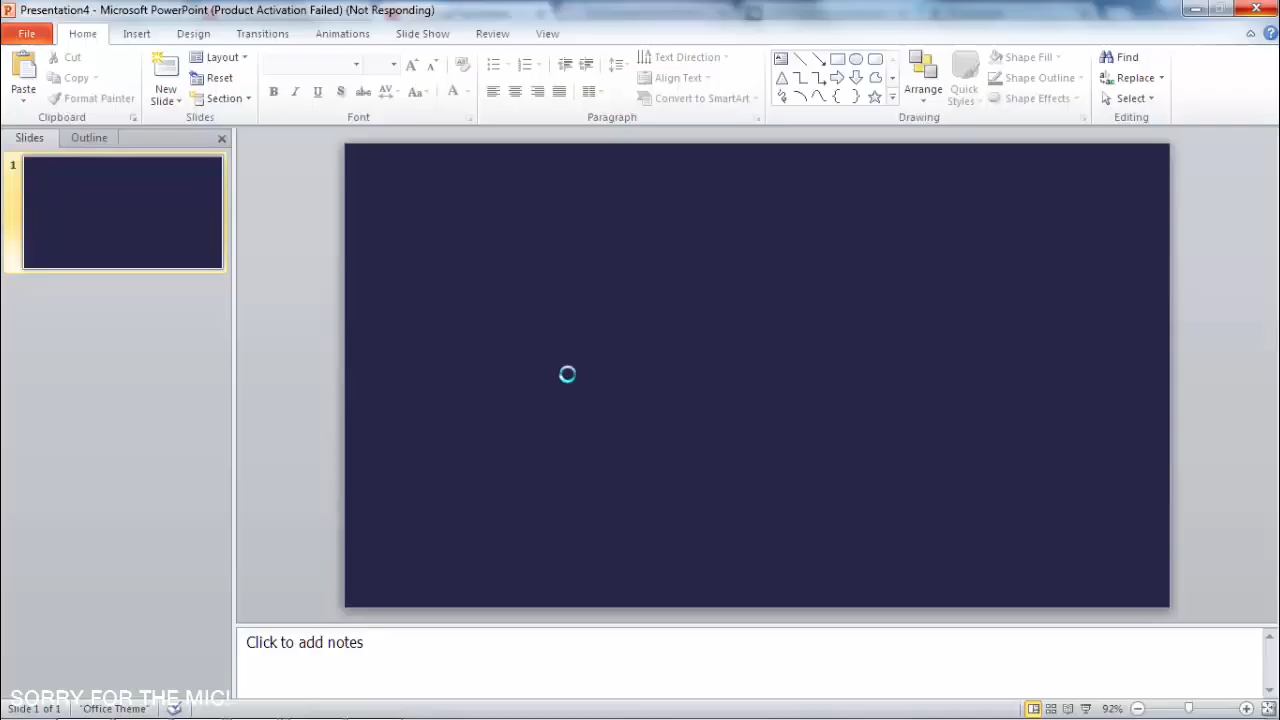 Presentation4 - Microsoft PowerPoint (Product Activation Failed) (Not Responding)
File Home Insert Design Transitions Animations Slide Show Review View
Paste Cut Copy Format Painter
Clipboard
New Slide Layout Reset Section
Slides
B I U S abc AV Aa A
Font
Text Direction Align Text Convert to SmartArt
Paragraph
Arrange Quick Styles Shape Fill Shape Outline Shape Effects
Drawing
Find Replace Select
Editing
Slides Outline
1
Click to add notes
SORRY FOR THE MIC!
Slide 1 of 1 Office Theme 92%